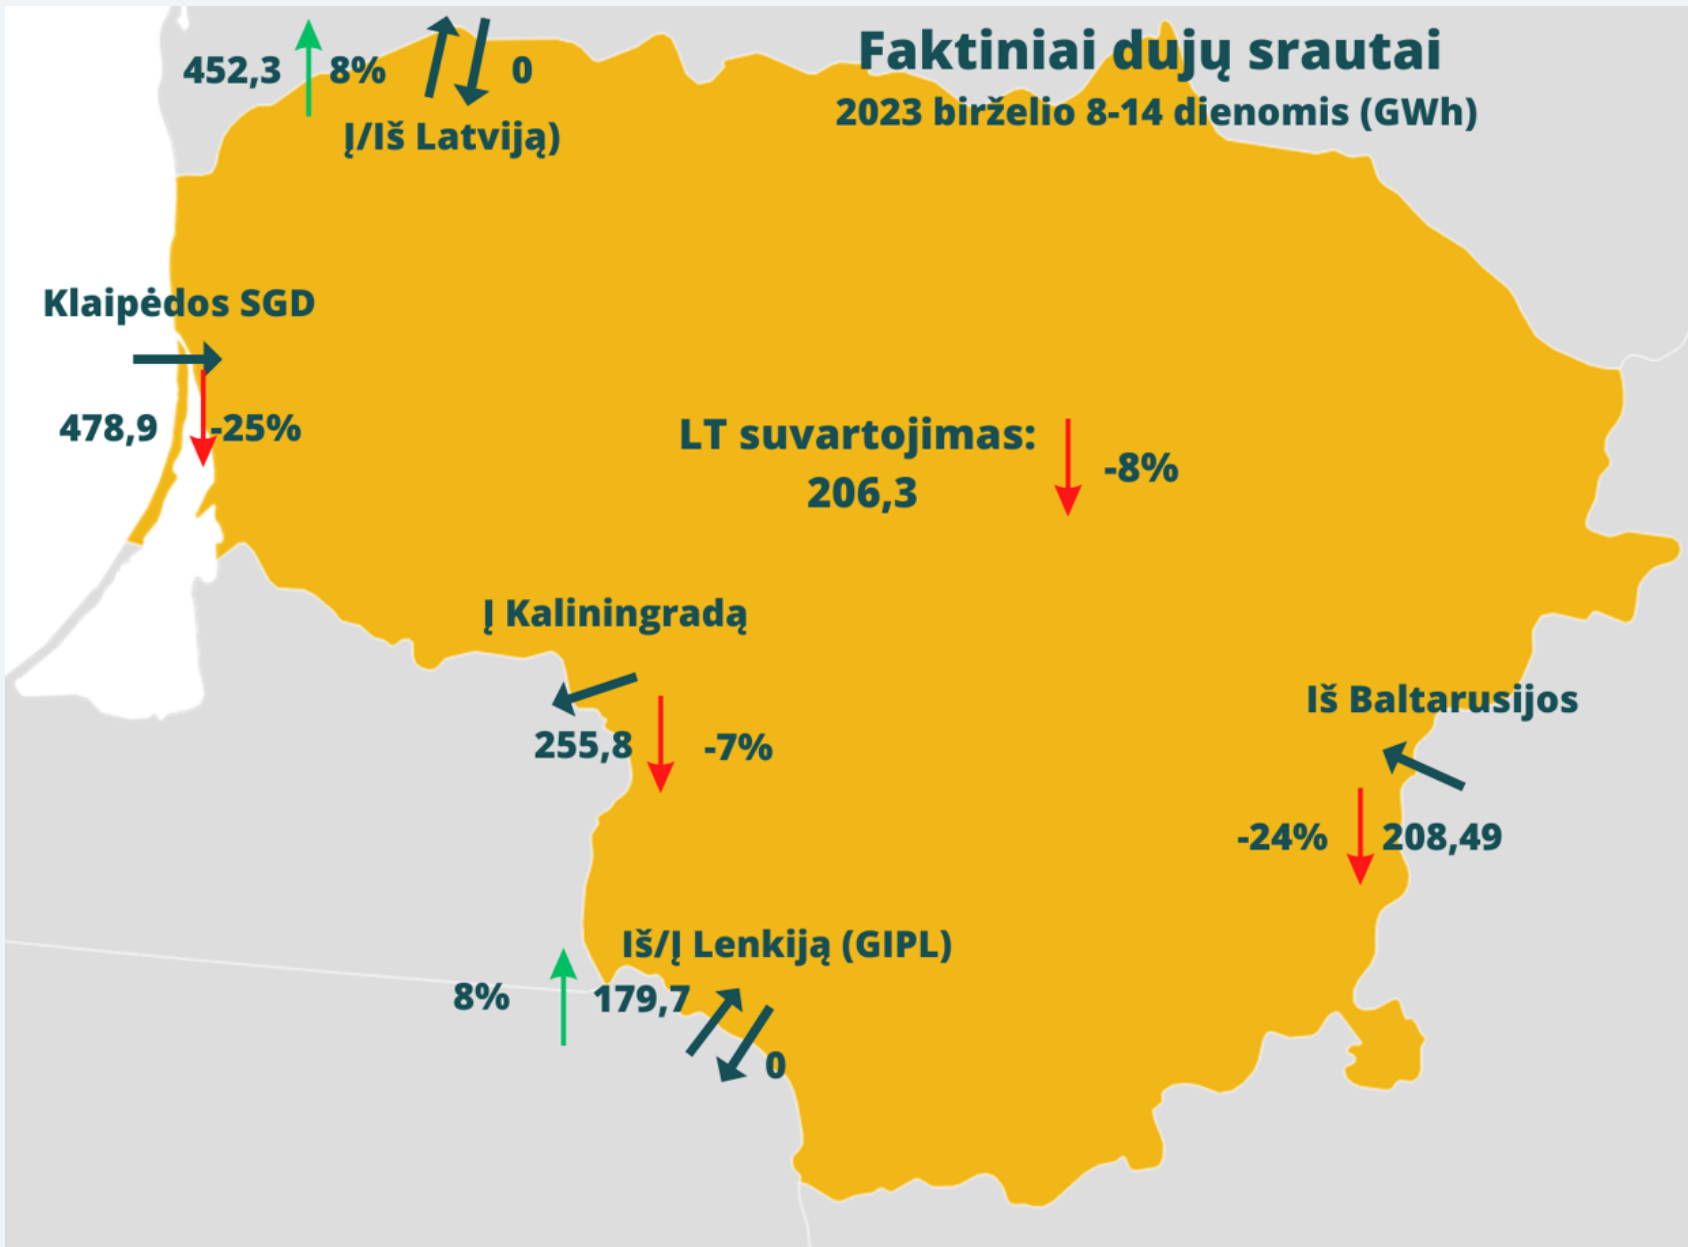 Faktiniai dujų srautai
2023 birželio 8-14 dienomis (GWh)
452,3
8%
0
Į/Iš Latviją)
Klaipėdos SGD
478,9
-25%
LT suvartojimas:
206,3
-8%
Į Kaliningradą
255,8
-7%
Iš Baltarusijos
-24%
208,49
Iš/Į Lenkiją (GIPL)
8%
179,7
0